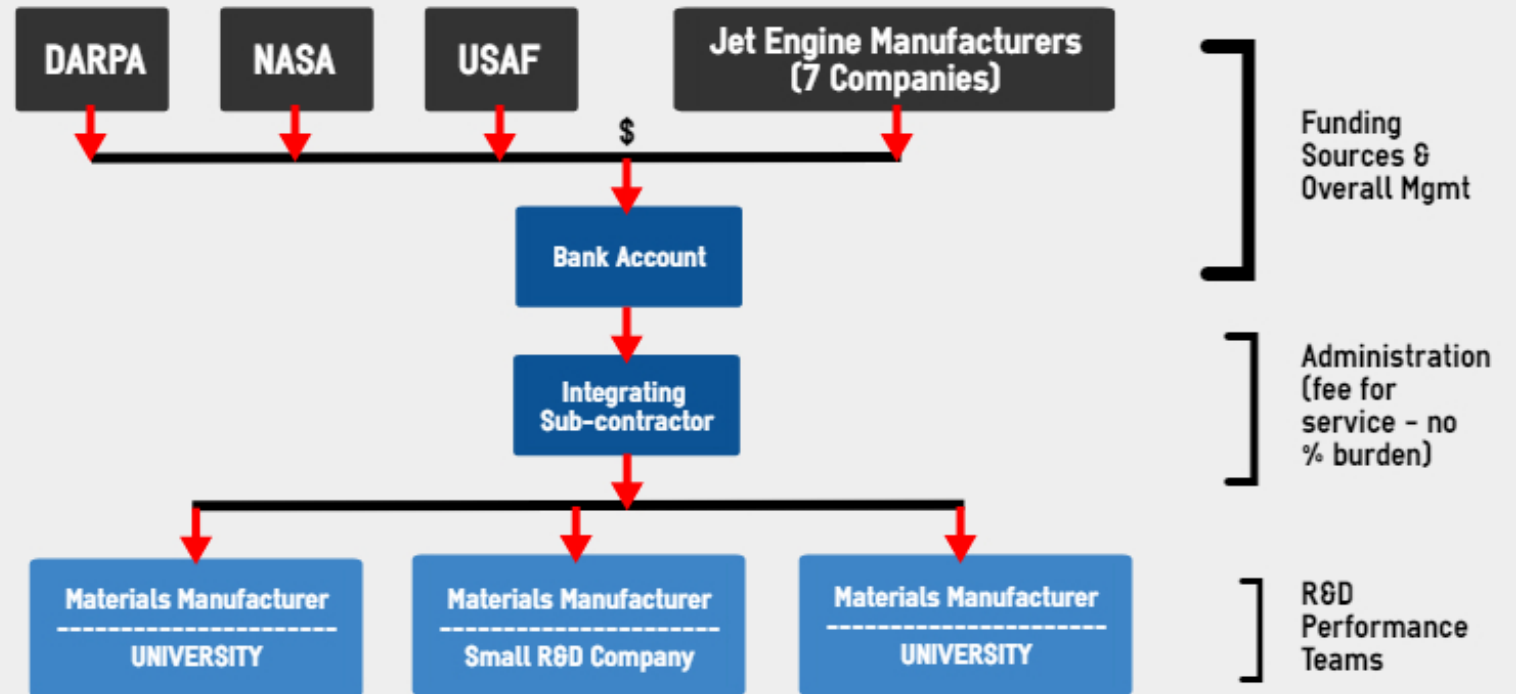 DARPA
NASA
USAF
Jet Engine Manufacturers
(7 Companies)
$
Funding
Sources &
Overall Mgmt
Bank Account
Integrating
Sub-contractor
Administration
(fee for
service - no
% burden)
Materials Manufacturer
UNIVERSITY
Materials Manufacturer
Small R&D Company
Materials Manufacturer
UNIVERSITY
R&D
Performance
Teams